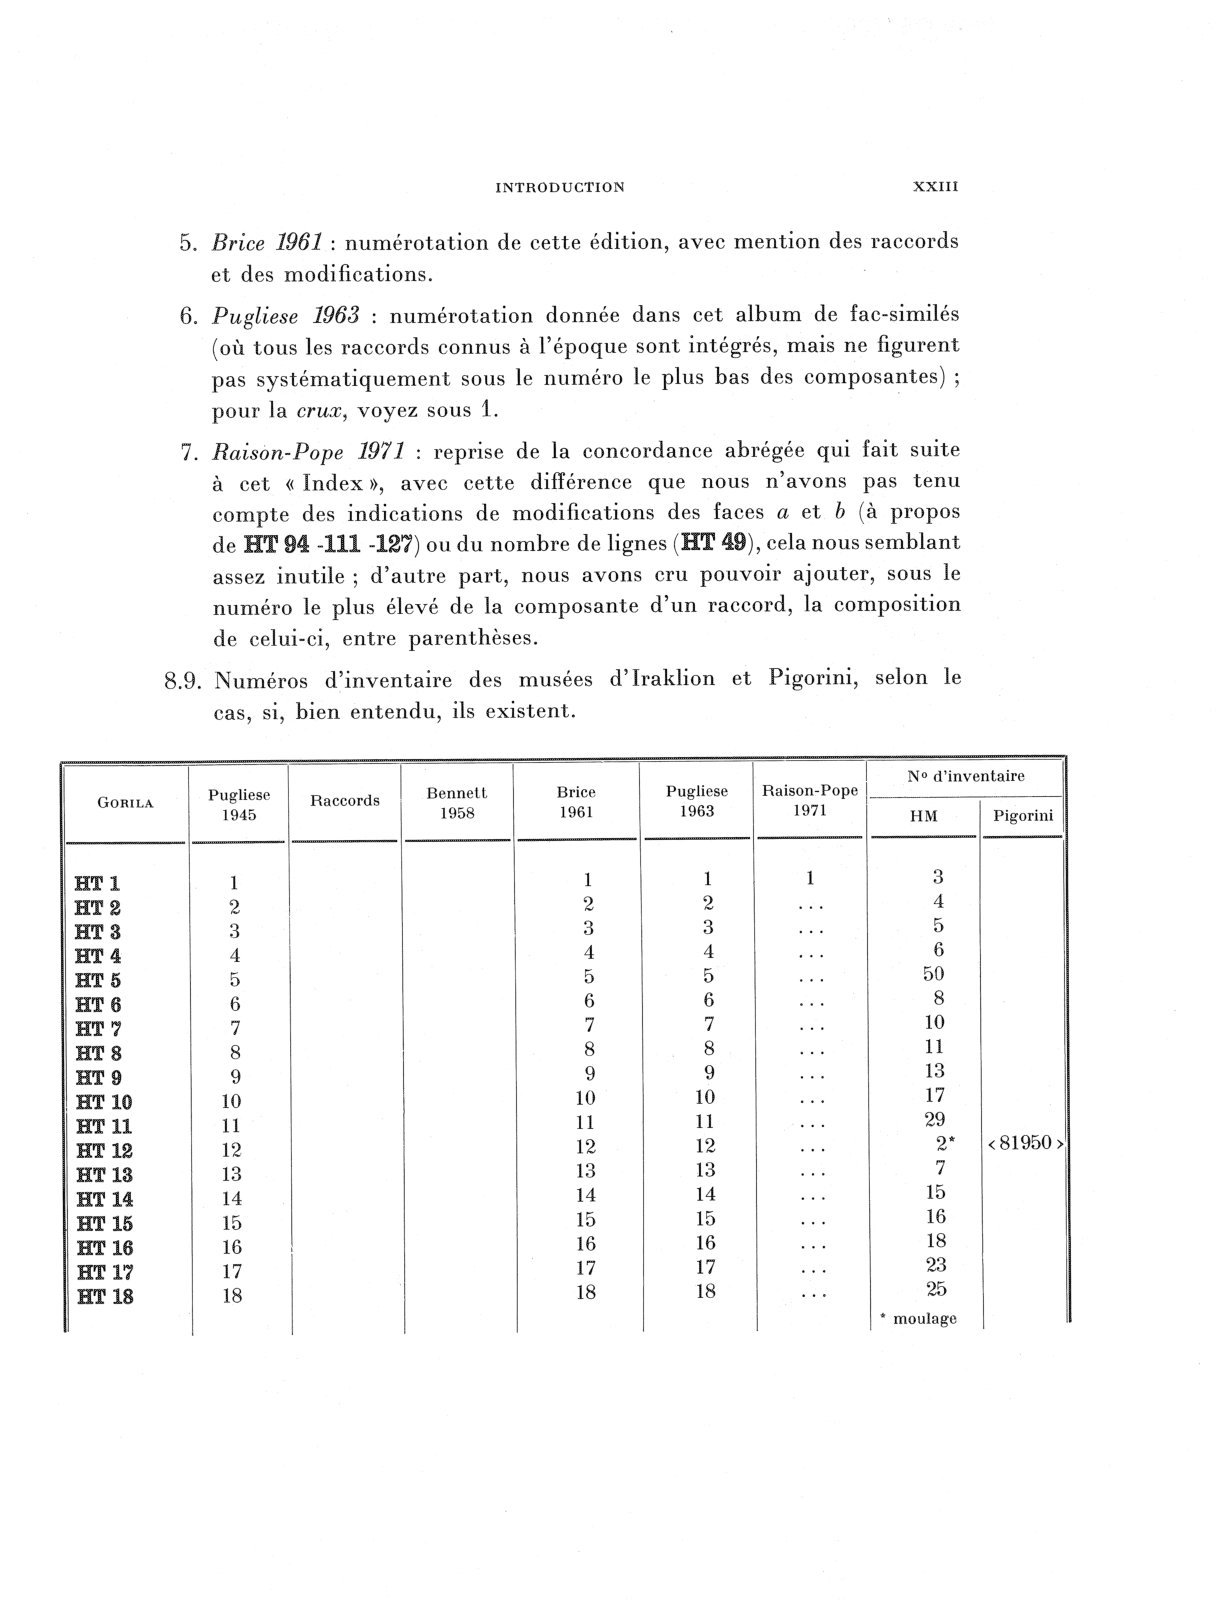 INTRODUCTION XXIII
5. Brice 1961 : numérotation de cette édition, avec mention des raccords
et des modifications.
6. Pugliese 1963 : numérotation donnée dans cet album de fac-similés
(où tous les raccords connus à l'époque sont intégrés, mais ne figurent
pas systématiquement sous le numéro le plus bas des composantes) ;
pour la crux, voyez sous 1.
7. Raison-Pope 1971 : reprise de la concordance abrégée qui fait suite
à cet « Index », avec cette différence que nous n'avons pas tenu
compte des indications de modifications des faces a et b (à propos
de HT 94 -111 -127) ou du nombre de lignes (HT 49), cela nous semblant
assez inutile ; d'autre part, nous avons cru pouvoir ajouter, sous le
numéro le plus élevé de la composante d'un raccord, la composition
de celui-ci, entre parenthèses.
8.9. Numéros d'inventaire des musées d'Iraklion et Pigorini, selon le
cas, si, bien entendu, ils existent.
GORILA Pugliese 1945 Raccords Bennett 1958 Brice 1961 Pugliese 1963 Raison-Pope 1971 No d'inventaire
HM Pigorini
HT 1 1 1 1 1 3
HT 2 2 2 2 ... 4
HT 3 3 3 3 ... 5
HT 4 4 4 4 ... 6
HT 5 5 5 5 ... 50
HT 6 6 6 6 ... 8
HT 7 7 7 7 ... 10
HT 8 8 8 8 ... 11
HT 9 9 9 9 ... 13
HT 10 10 10 10 ... 17
HT 11 11 11 11 ... 29
HT 12 12 12 12 ... 2* <81950>
HT 13 13 13 13 ... 7
HT 14 14 14 14 ... 15
HT 15 15 15 15 ... 16
HT 16 16 16 16 ... 18
HT 17 17 17 17 ... 23
HT 18 18 18 18 ... 25
* moulage